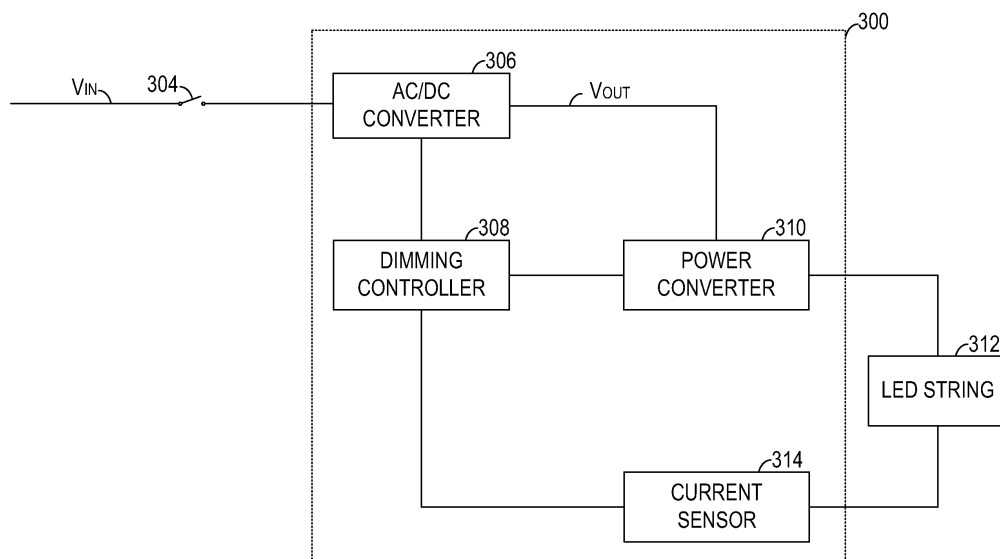 300
306
VIN
304
AC/DC
CONVERTER
VOUT
308
310
DIMMING
CONTROLLER
POWER
CONVERTER
312
LED STRING
314
CURRENT
SENSOR